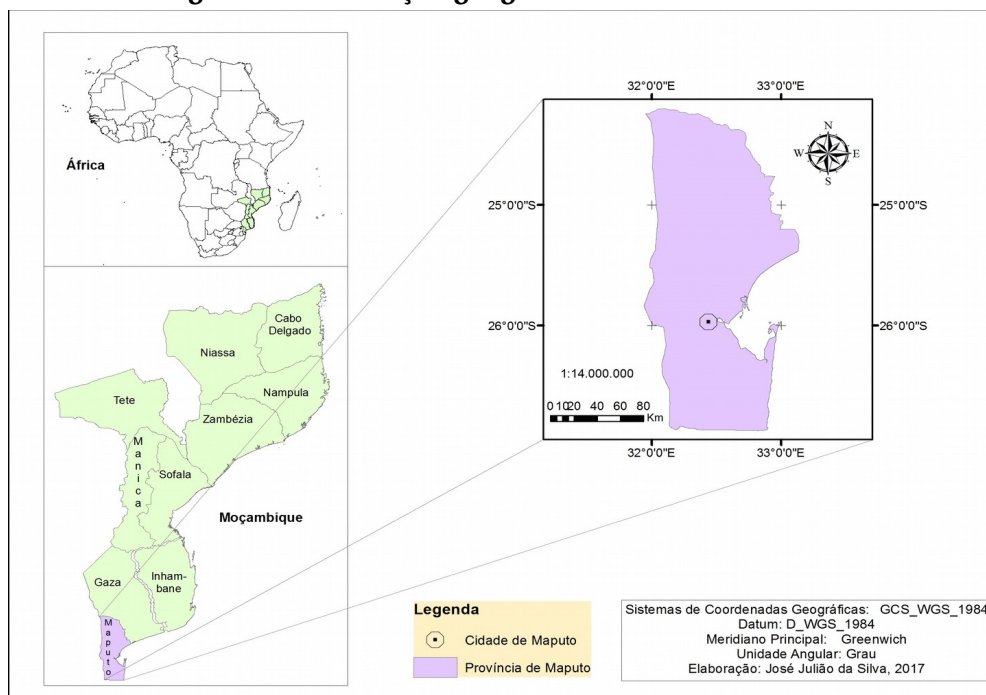 África
Cabo
Delgado
Niassa
Nampula
Tete
Zambézia
Manica
Sofala
Moçambique
Gaza
Inham-
bane
Maputo
32°0'0"E 33°0'0"E
N
W E
S
25°0'0"S 25°0'0"S
26°0'0"S 26°0'0"S
1:14.000.000
0 10 20 40 60 80
Km
32°0'0"E 33°0'0"E
Legenda
Cidade de Maputo
Província de Maputo
Sistemas de Coordenadas Geográficas: GCS_WGS_1984
Datum: D_WGS_1984
Meridiano Principal: Greenwich
Unidade Angular: Grau
Elaboração: José Julião da Silva, 2017